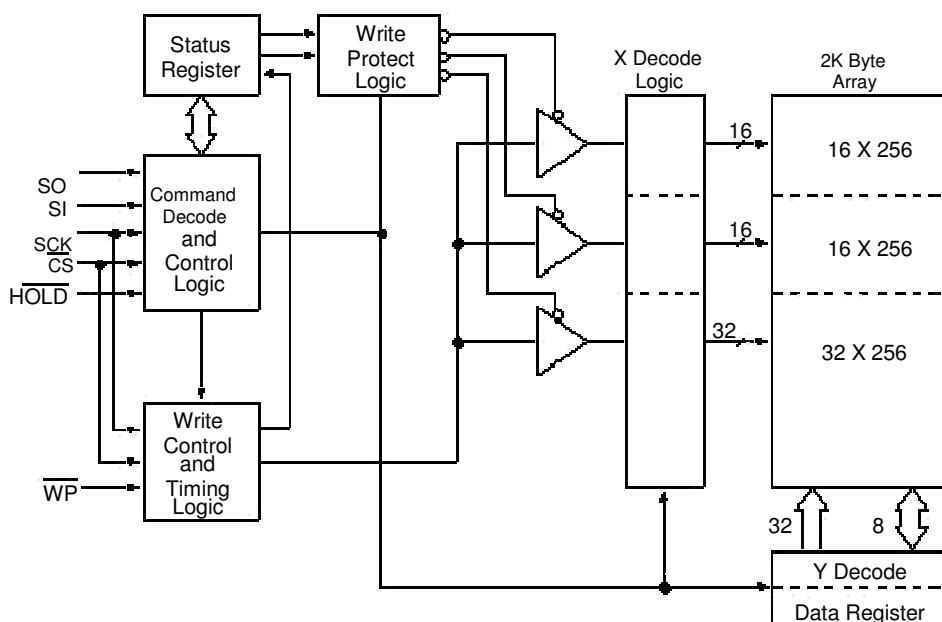 Status
Register
Write
Protect
Logic
X Decode
Logic
2K Byte
Array
16
16 X 256
SO
SI
SCK
CS
HOLD
Command
Decode
and
Control
Logic
16
16 X 256
32
32 X 256
WP
Write
Control
and
Timing
Logic
32
8
Y Decode
Data Register